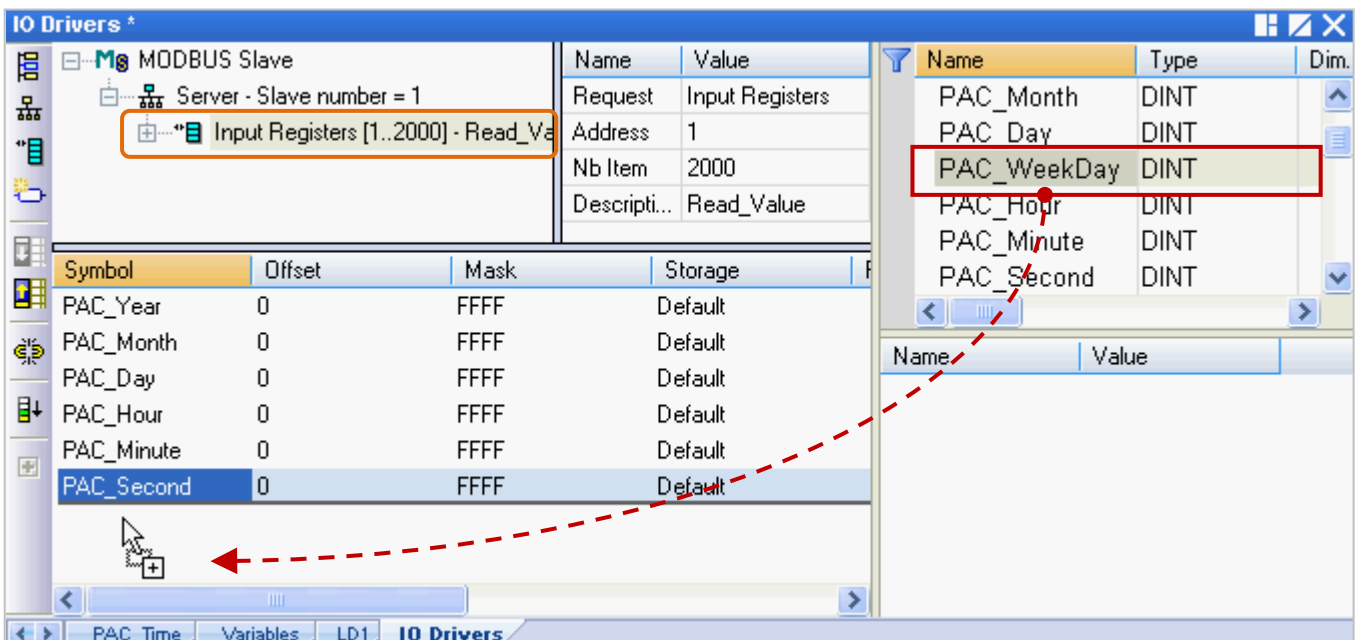 IO Drivers *
MODBUS Slave
Server - Slave number = 1
Input Registers [1..2000] - Read_Va
Name Value
Request Input Registers
Address 1
Nb Item 2000
Descripti... Read_Value
Name Type Dim.
PAC_Month DINT
PAC_Day DINT
PAC_WeekDay DINT
PAC_Hour DINT
PAC_Minute DINT
PAC_Second DINT
Symbol Offset Mask Storage
PAC_Year 0 FFFF Default
PAC_Month 0 FFFF Default
PAC_Day 0 FFFF Default
PAC_Hour 0 FFFF Default
PAC_Minute 0 FFFF Default
PAC_Second 0 FFFF Default
Name Value
PAC_Time Variables LD1 IO Drivers